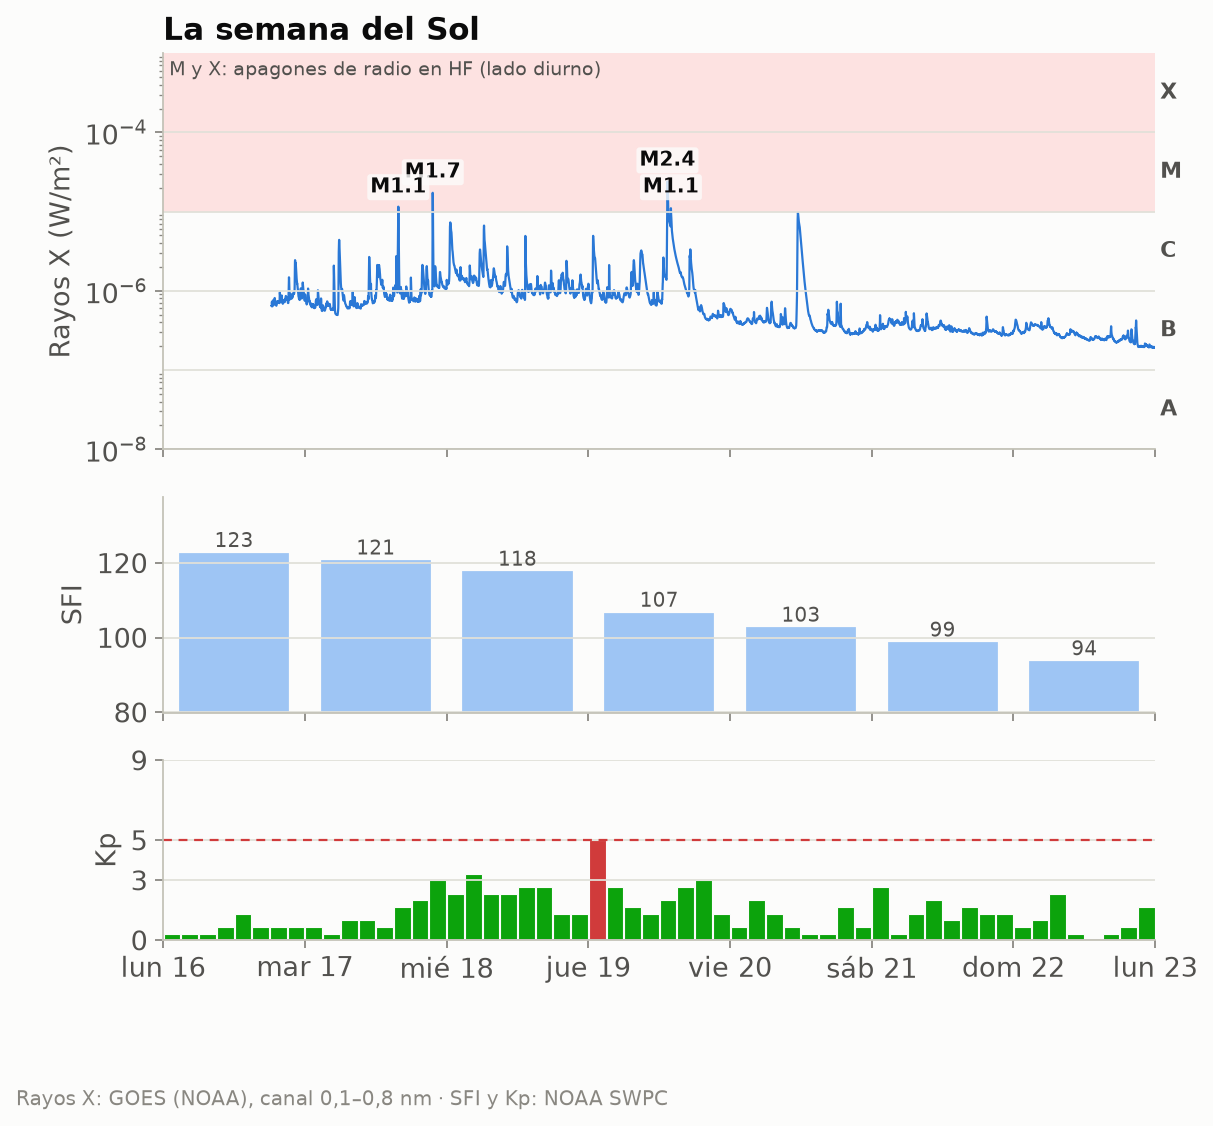 La semana del Sol
M y X: apagones de radio en HF (lado diurno)
X
10⁻⁴
M2.4
M1.7
M
M1.1
M1.1
Rayos X (W/m²)
C
10⁻⁶
B
A
10⁻⁸
123
121
118
120
107
103
SFI
100
99
94
80
9
5
Kp
3
0
lun 16 mar 17 mié 18 jue 19 vie 20 sáb 21 dom 22 lun 23
Rayos X: GOES (NOAA), canal 0,1–0,8 nm · SFI y Kp: NOAA SWPC